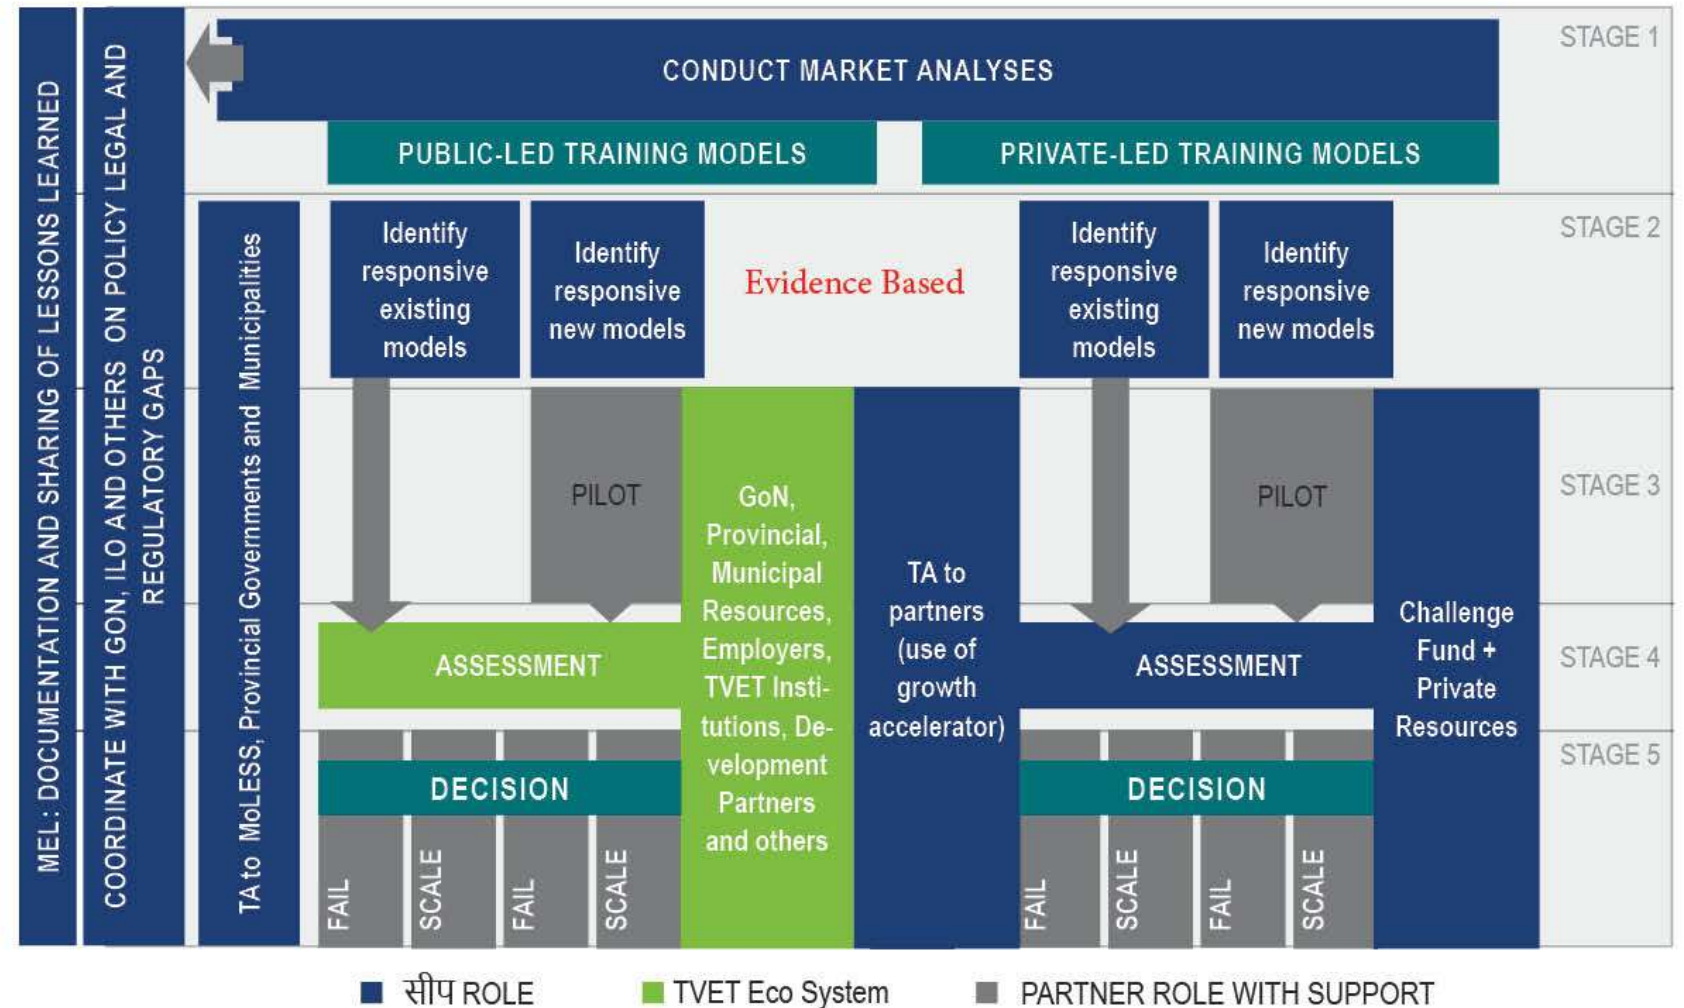 MEL: DOCUMENTATION AND SHARING OF LESSONS LEARNED
COORDINATE WITH GON, ILO AND OTHERS ON POLICY LEGAL AND
REGULATORY GAPS
CONDUCT MARKET ANALYSES
STAGE 1
PUBLIC-LED TRAINING MODELS
PRIVATE-LED TRAINING MODELS
TA to MoLESS, Provincial Governments and Municipalities
Identify
responsive
existing
models
Identify
responsive
new models
Evidence Based
Identify
responsive
existing
models
Identify
responsive
new models
STAGE 2
PILOT
GoN,
Provincial,
Municipal
Resources,
Employers,
TVET Insti-
tutions, De-
velopment
Partners
and others
TA to
partners
(use of
growth
accelerator)
PILOT
Challenge
Fund +
Private
Resources
STAGE 3
ASSESSMENT
ASSESSMENT
STAGE 4
DECISION
DECISION
STAGE 5
FAIL
SCALE
FAIL
SCALE
FAIL
SCALE
FAIL
SCALE
सीप ROLE
TVET Eco System
PARTNER ROLE WITH SUPPORT